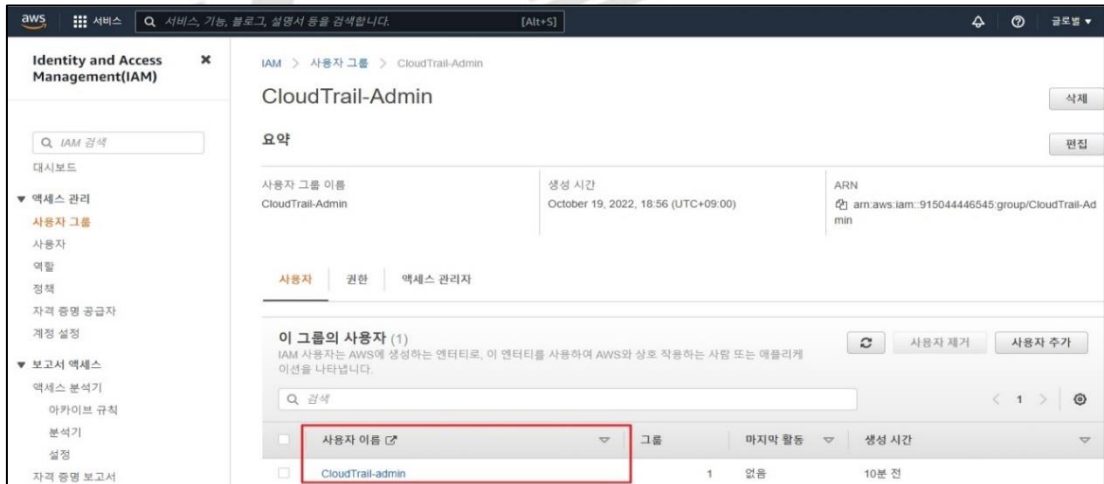 aws 서비스 서비스, 기능, 블로그, 설명서 등을 검색합니다. [Alt+S] 글로벌 ▼
Identity and Access
Management(IAM)
IAM 검색
대시보드
▼ 액세스 관리
사용자 그룹
사용자
역할
정책
자격 증명 공급자
계정 설정
▼ 보고서 액세스
액세스 분석기
아카이브 규칙
분석기
설정
자격 증명 보고서
IAM > 사용자 그룹 > CloudTrail-Admin
CloudTrail-Admin 삭제
요약 편집
사용자 그룹 이름
CloudTrail-Admin
생성 시간
October 19, 2022, 18:56 (UTC+09:00)
ARN
arn:aws:iam::915044446545:group/CloudTrail-Ad
min
사용자 권한 액세스 관리자
이 그룹의 사용자 (1) 사용자 제거 사용자 추가
IAM 사용자는 AWS에 생성하는 엔터티로, 이 엔터티를 사용하여 AWS와 상호 작용하는 사람 또는 애플리케
이션을 나타냅니다.
검색 < 1 >
사용자 이름 그룹 마지막 활동 생성 시간
CloudTrail-admin 1 없음 10분 전